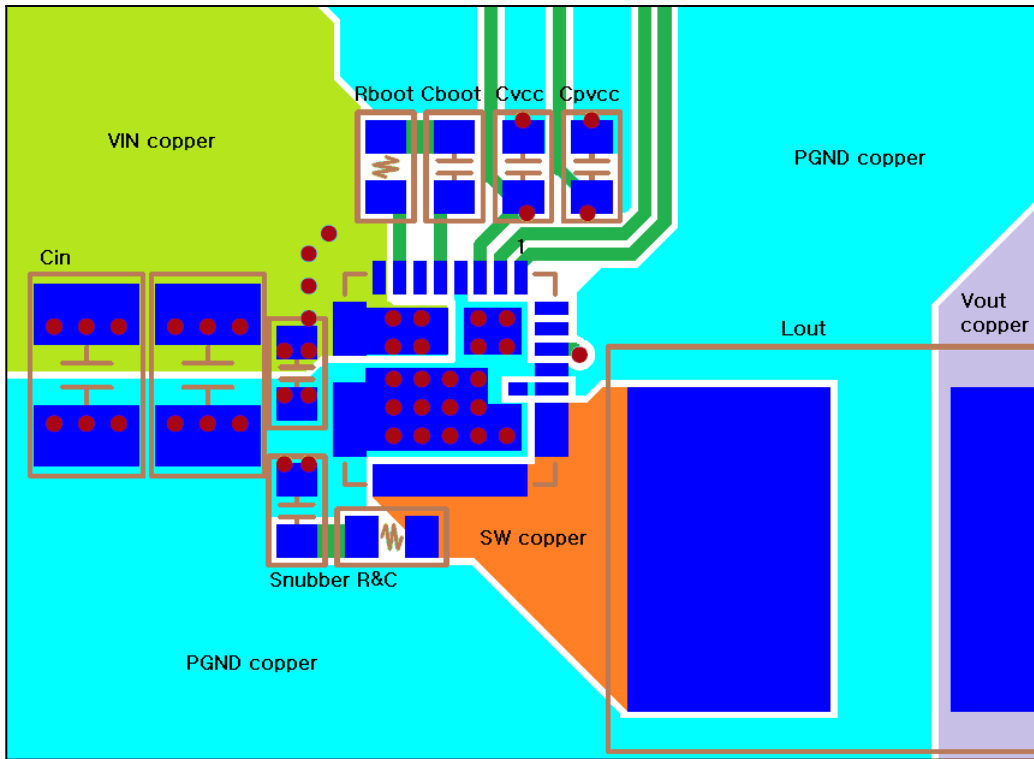 Rboot Cboot Cvcc Cpvcc
VIN copper
PGND copper
1
Cin
Vout
copper
Lout
SW copper
Snubber R&C
PGND copper